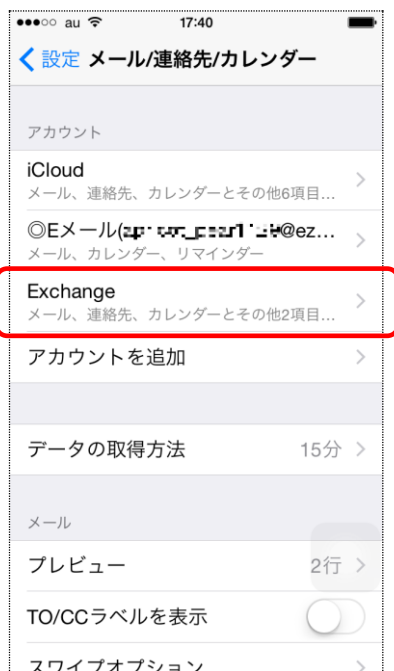 au 17:40
設定 メール/連絡先/カレンダー
アカウント
iCloud
メール、連絡先、カレンダーとその他6項目...
◎Eメール( @ez...
メール、カレンダー、リマインダー
Exchange
メール、連絡先、カレンダーとその他2項目...
アカウントを追加
データの取得方法 15分
メール
プレビュー 2行
TO/CCラベルを表示
スワイプオプション